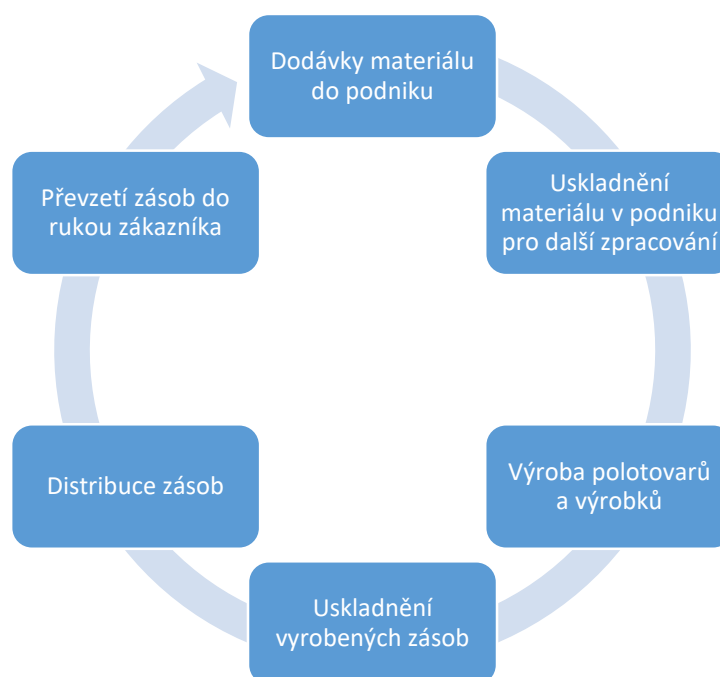 Dodávky materiálu
do podniku
Uskladnění
materiálu v podniku
pro další zpracování
Výroba polotovarů
a výrobků
Uskladnění
vyrobených zásob
Distribuce zásob
Převzetí zásob do
rukou zákazníka